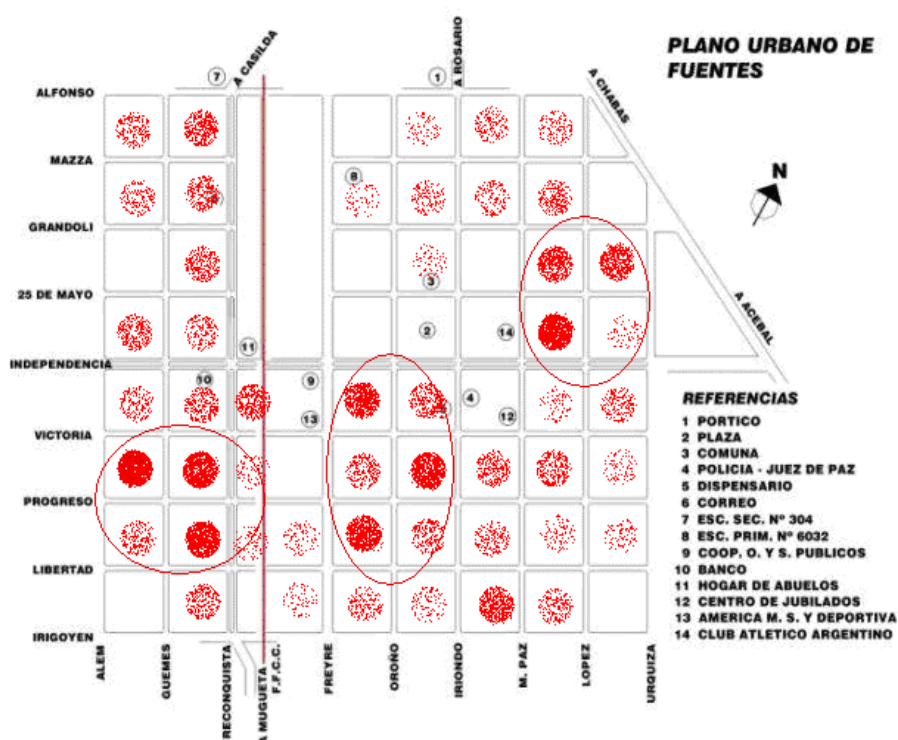 PLANO URBANO DE
FUENTES
A CASILDA
A ROSARIO
A CHABAS
7
1
ALFONSO
MAZZA
8
GRANDOLI
N
25 DE MAYO
3
A ACEBAL
2
14
11
INDEPENDENCIA
10
9
4
12
13
VICTORIA
PROGRESO
LIBERTAD
IRIGOYEN
ALEM
GUEMES
RECONQUISTA
A MUGUETA
F.F.C.C.
FREYRE
OROÑO
IRIONDO
M. PAZ
LOPEZ
URQUIZA
REFERENCIAS
1 PORTICO
2 PLAZA
3 COMUNA
4 POLICIA - JUEZ DE PAZ
5 DISPENSARIO
6 CORREO
7 ESC. SEC. Nº 304
8 ESC. PRIM. Nº 6032
9 COOP. O. Y S. PUBLICOS
10 BANCO
11 HOGAR DE ABUELOS
12 CENTRO DE JUBILADOS
13 AMERICA M. S. Y DEPORTIVA
14 CLUB ATLETICO ARGENTINO